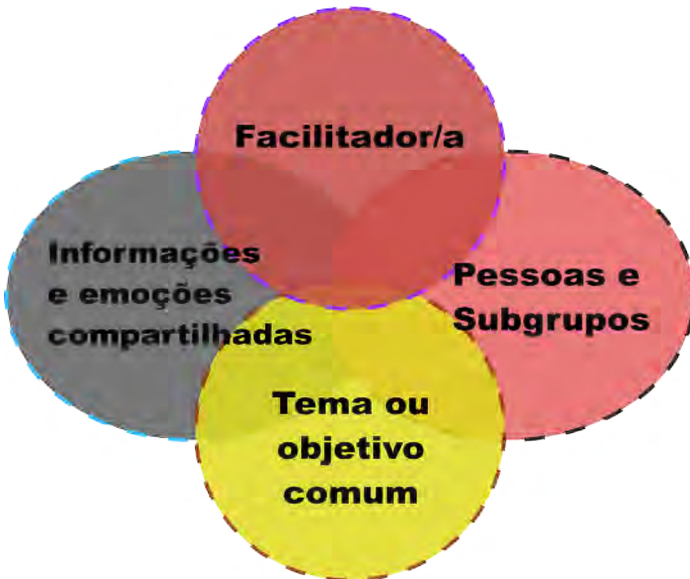 Facilitador/a
Informações
e emoções
compartilhadas
Pessoas e
Subgrupos
Tema ou
objetivo
comum